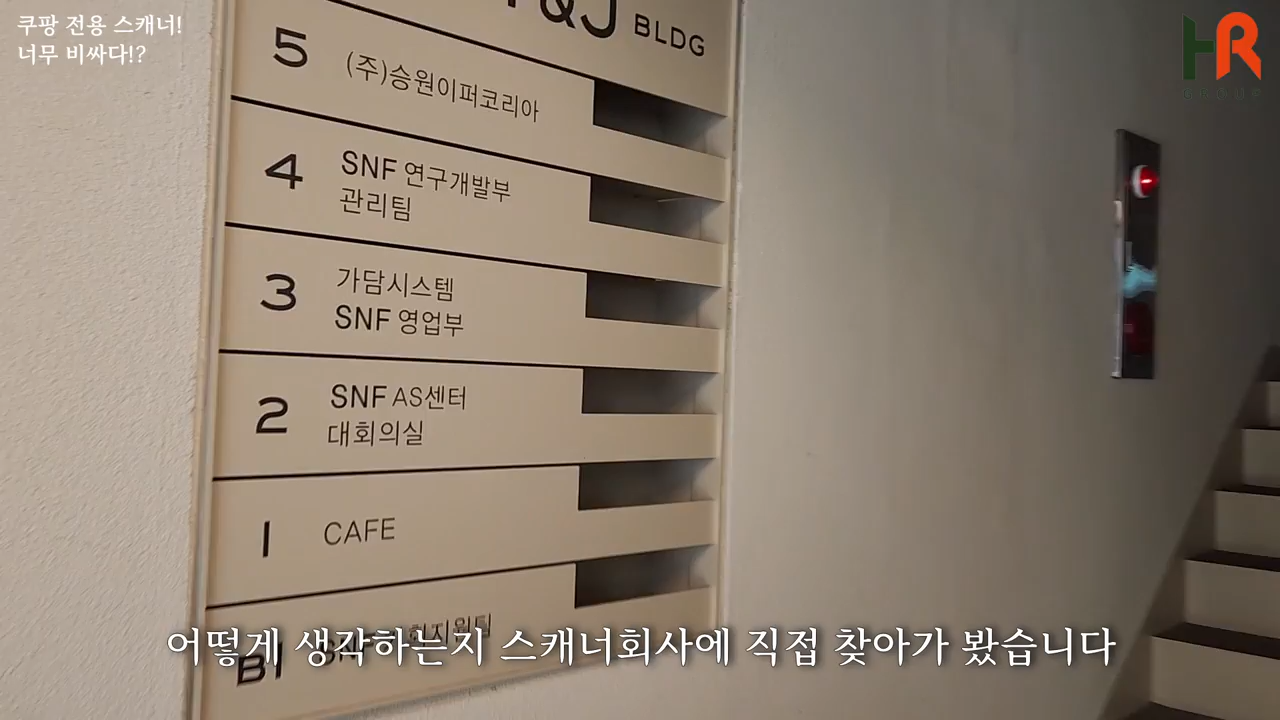 쿠팡 전용 스캐너!
너무 비싸다!?
HR
GROUP
&J BLDG
5 (주)승원이퍼코리아
4 SNF 연구개발부
관리팀
3 가담시스템
SNF 영업부
2 SNF AS센터
대회의실
1 CAFE
B1 SNF
어떻게 생각하는지 스캐너회사에 직접 찾아가 봤습니다